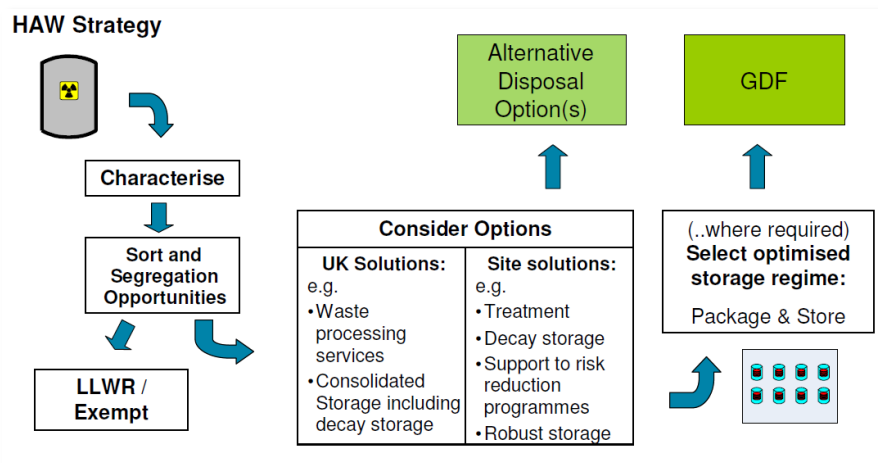 HAW Strategy
Characterise
Sort and
Segregation
Opportunities
LLWR /
Exempt
Consider Options
UK Solutions:
e.g.
•Waste
processing
services
•Consolidated
Storage including
decay storage
Site solutions:
e.g.
•Treatment
•Decay storage
•Support to risk
reduction
programmes
•Robust storage
Alternative
Disposal
Option(s)
(..where required)
Select optimised
storage regime:
Package & Store
GDF